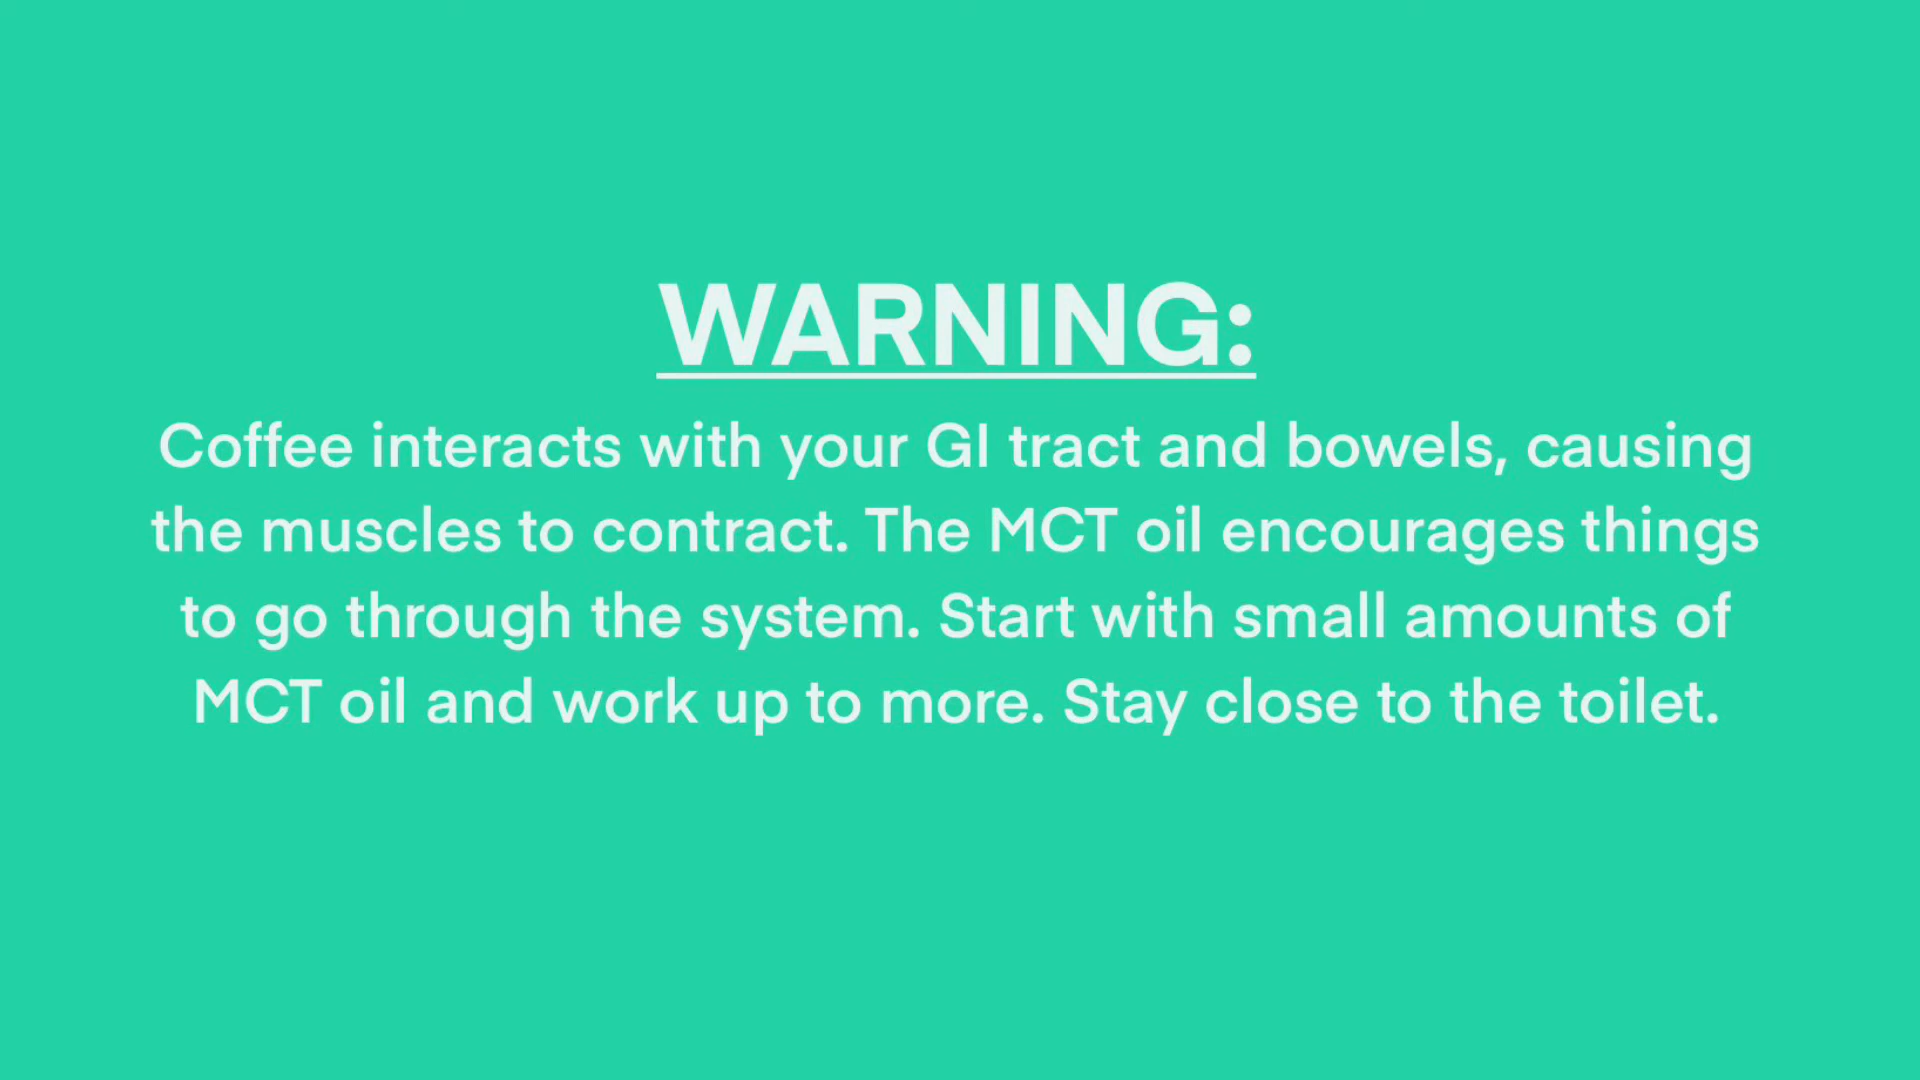 WARNING:
Coffee interacts with your GI tract and bowels, causing
the muscles to contract. The MCT oil encourages things
to go through the system. Start with small amounts of
MCT oil and work up to more. Stay close to the toilet.